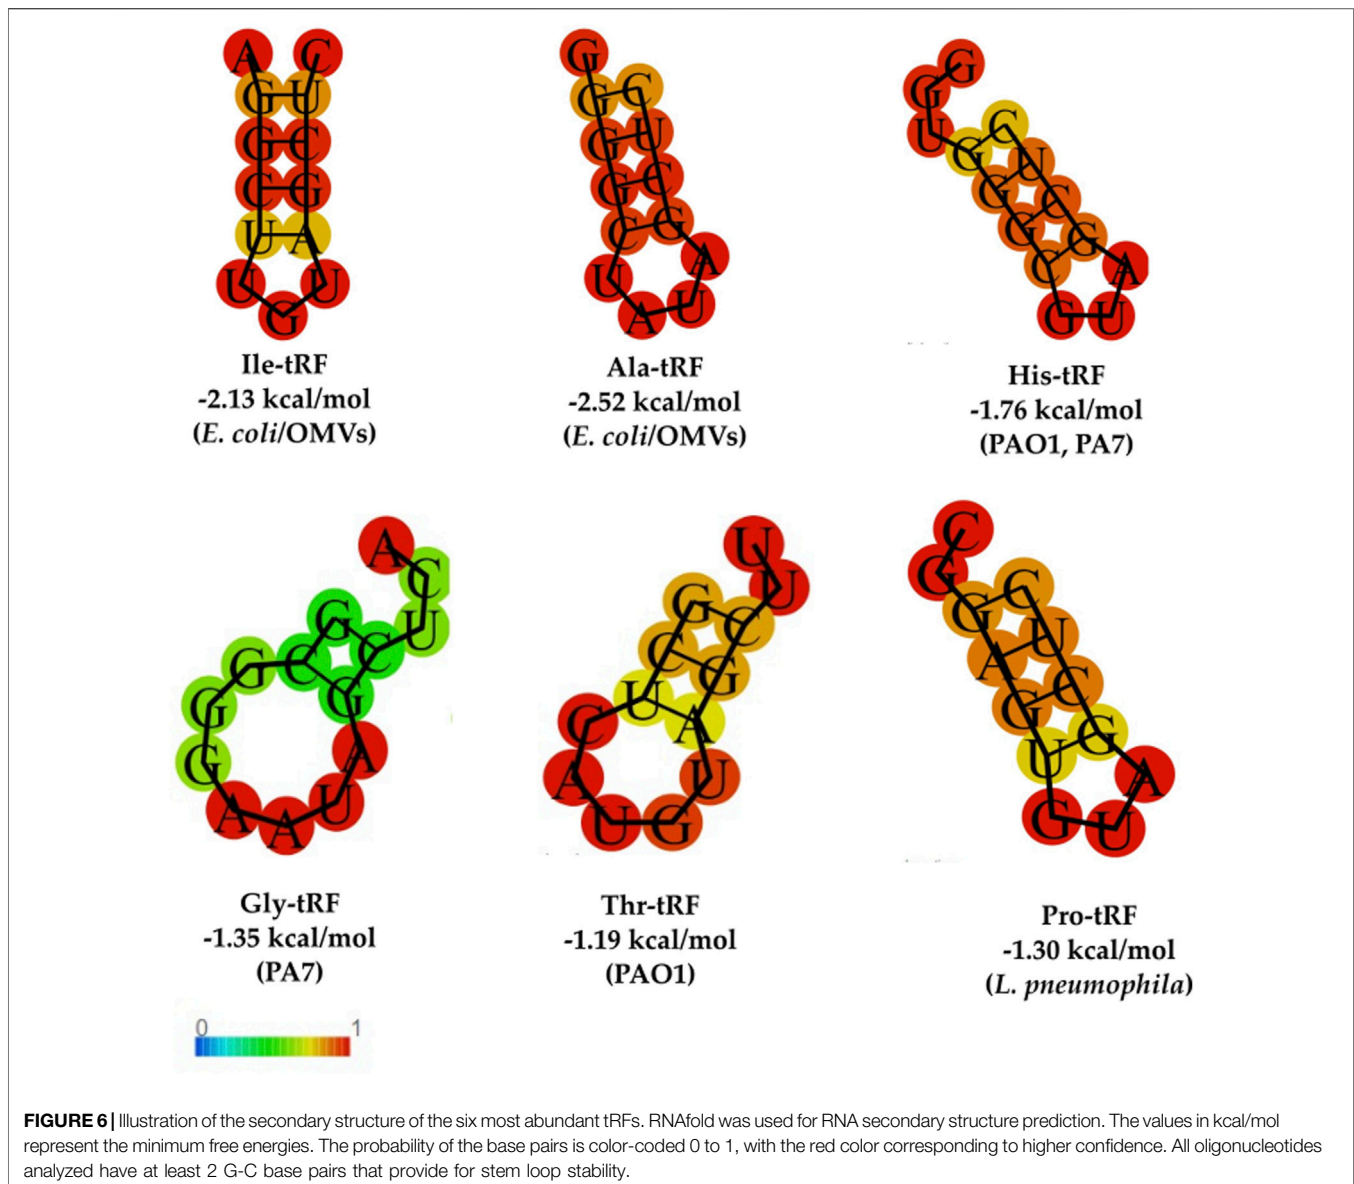 A C
G U
G C
C G
U A
U U
G
G
G C
G U
G C
C G
U A
A U
G
G
U C
G U
G C
G G
C A
G U
Ile-tRF
-2.13 kcal/mol
(E. coli/OMVs)
Ala-tRF
-2.52 kcal/mol
(E. coli/OMVs)
His-tRF
-1.76 kcal/mol
(PAO1, PA7)
A
C
G U
G C C
G G
G A
A A U
U
U
G C
C G
C U A
A U
U G
C
G
G C
A U
G C
U G
G U A
Gly-tRF
-1.35 kcal/mol
(PA7)
Thr-tRF
-1.19 kcal/mol
(PAO1)
Pro-tRF
-1.30 kcal/mol
(L. pneumophila)
0 1
FIGURE 6 | Illustration of the secondary structure of the six most abundant tRFs. RNAfold was used for RNA secondary structure prediction. The values in kcal/mol
represent the minimum free energies. The probability of the base pairs is color-coded 0 to 1, with the red color corresponding to higher confidence. All oligonucleotides
analyzed have at least 2 G-C base pairs that provide for stem loop stability.